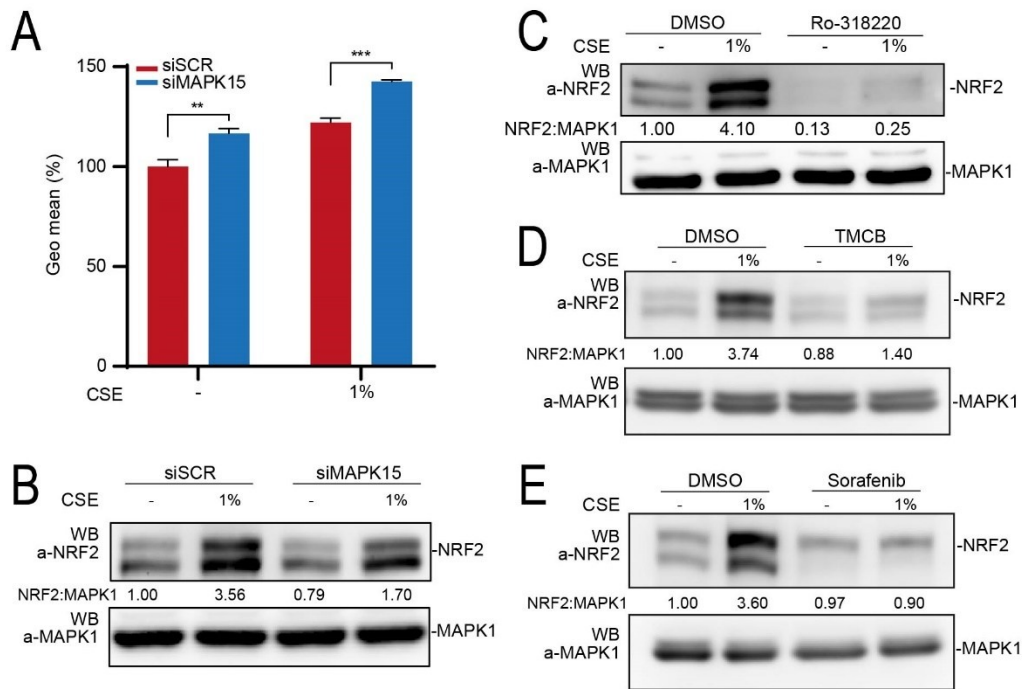 A
siSCR
siMAPK15
Geo mean (%)
150
100
50
0
**
***
CSE - 1%
B
siSCR siMAPK15
CSE - 1% - 1%
WB
a-NRF2
-NRF2
NRF2:MAPK1 1.00 3.56 0.79 1.70
WB
a-MAPK1
-MAPK1
C
DMSO Ro-318220
CSE - 1% - 1%
WB
a-NRF2
-NRF2
NRF2:MAPK1 1.00 4.10 0.13 0.25
WB
a-MAPK1
-MAPK1
D
DMSO TMCB
CSE - 1% - 1%
WB
a-NRF2
-NRF2
NRF2:MAPK1 1.00 3.74 0.88 1.40
WB
a-MAPK1
-MAPK1
E
DMSO Sorafenib
CSE - 1% - 1%
WB
a-NRF2
-NRF2
NRF2:MAPK1 1.00 3.60 0.97 0.90
WB
a-MAPK1
-MAPK1